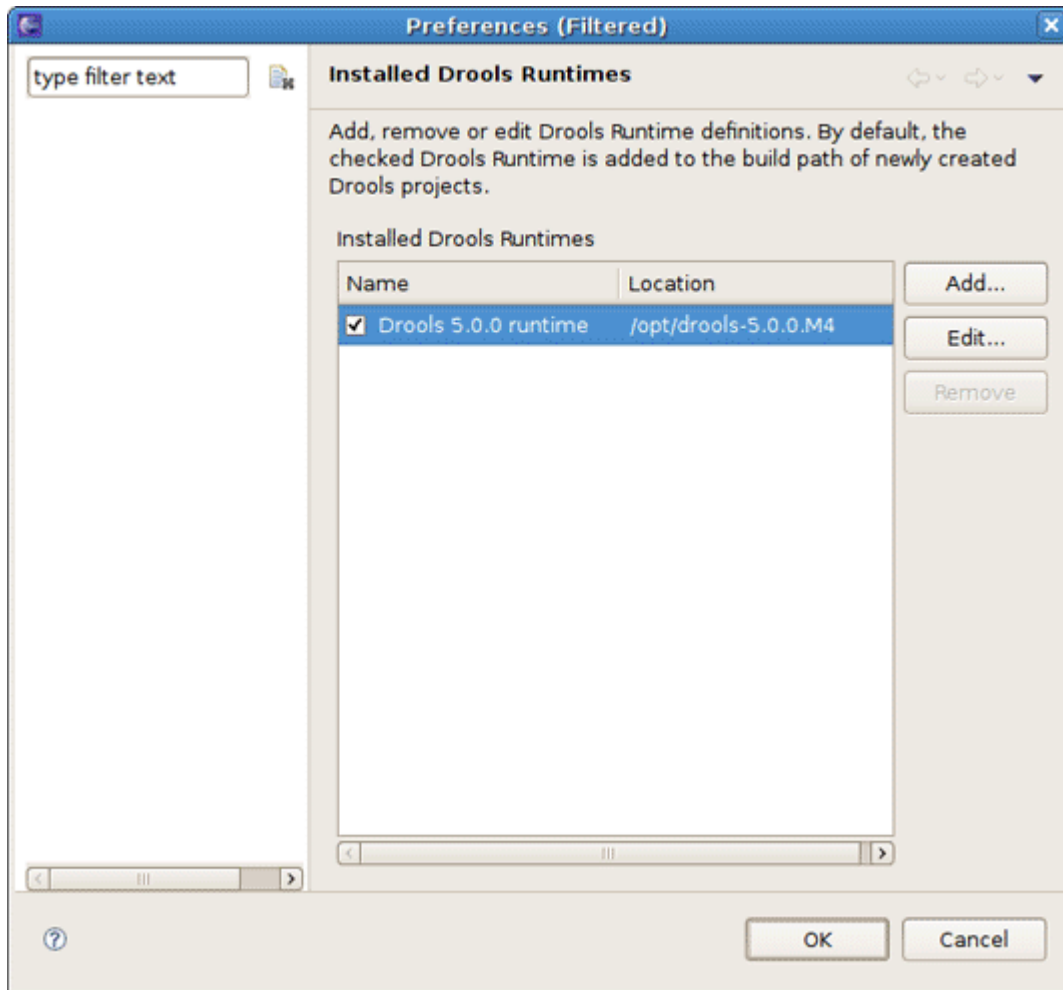 Preferences (Filtered)
type filter text
Installed Drools Runtimes
Add, remove or edit Drools Runtime definitions. By default, the
checked Drools Runtime is added to the build path of newly created
Drools projects.
Installed Drools Runtimes
Name Location
Drools 5.0.0 runtime /opt/drools-5.0.0.M4
Add...
Edit...
Remove
OK Cancel